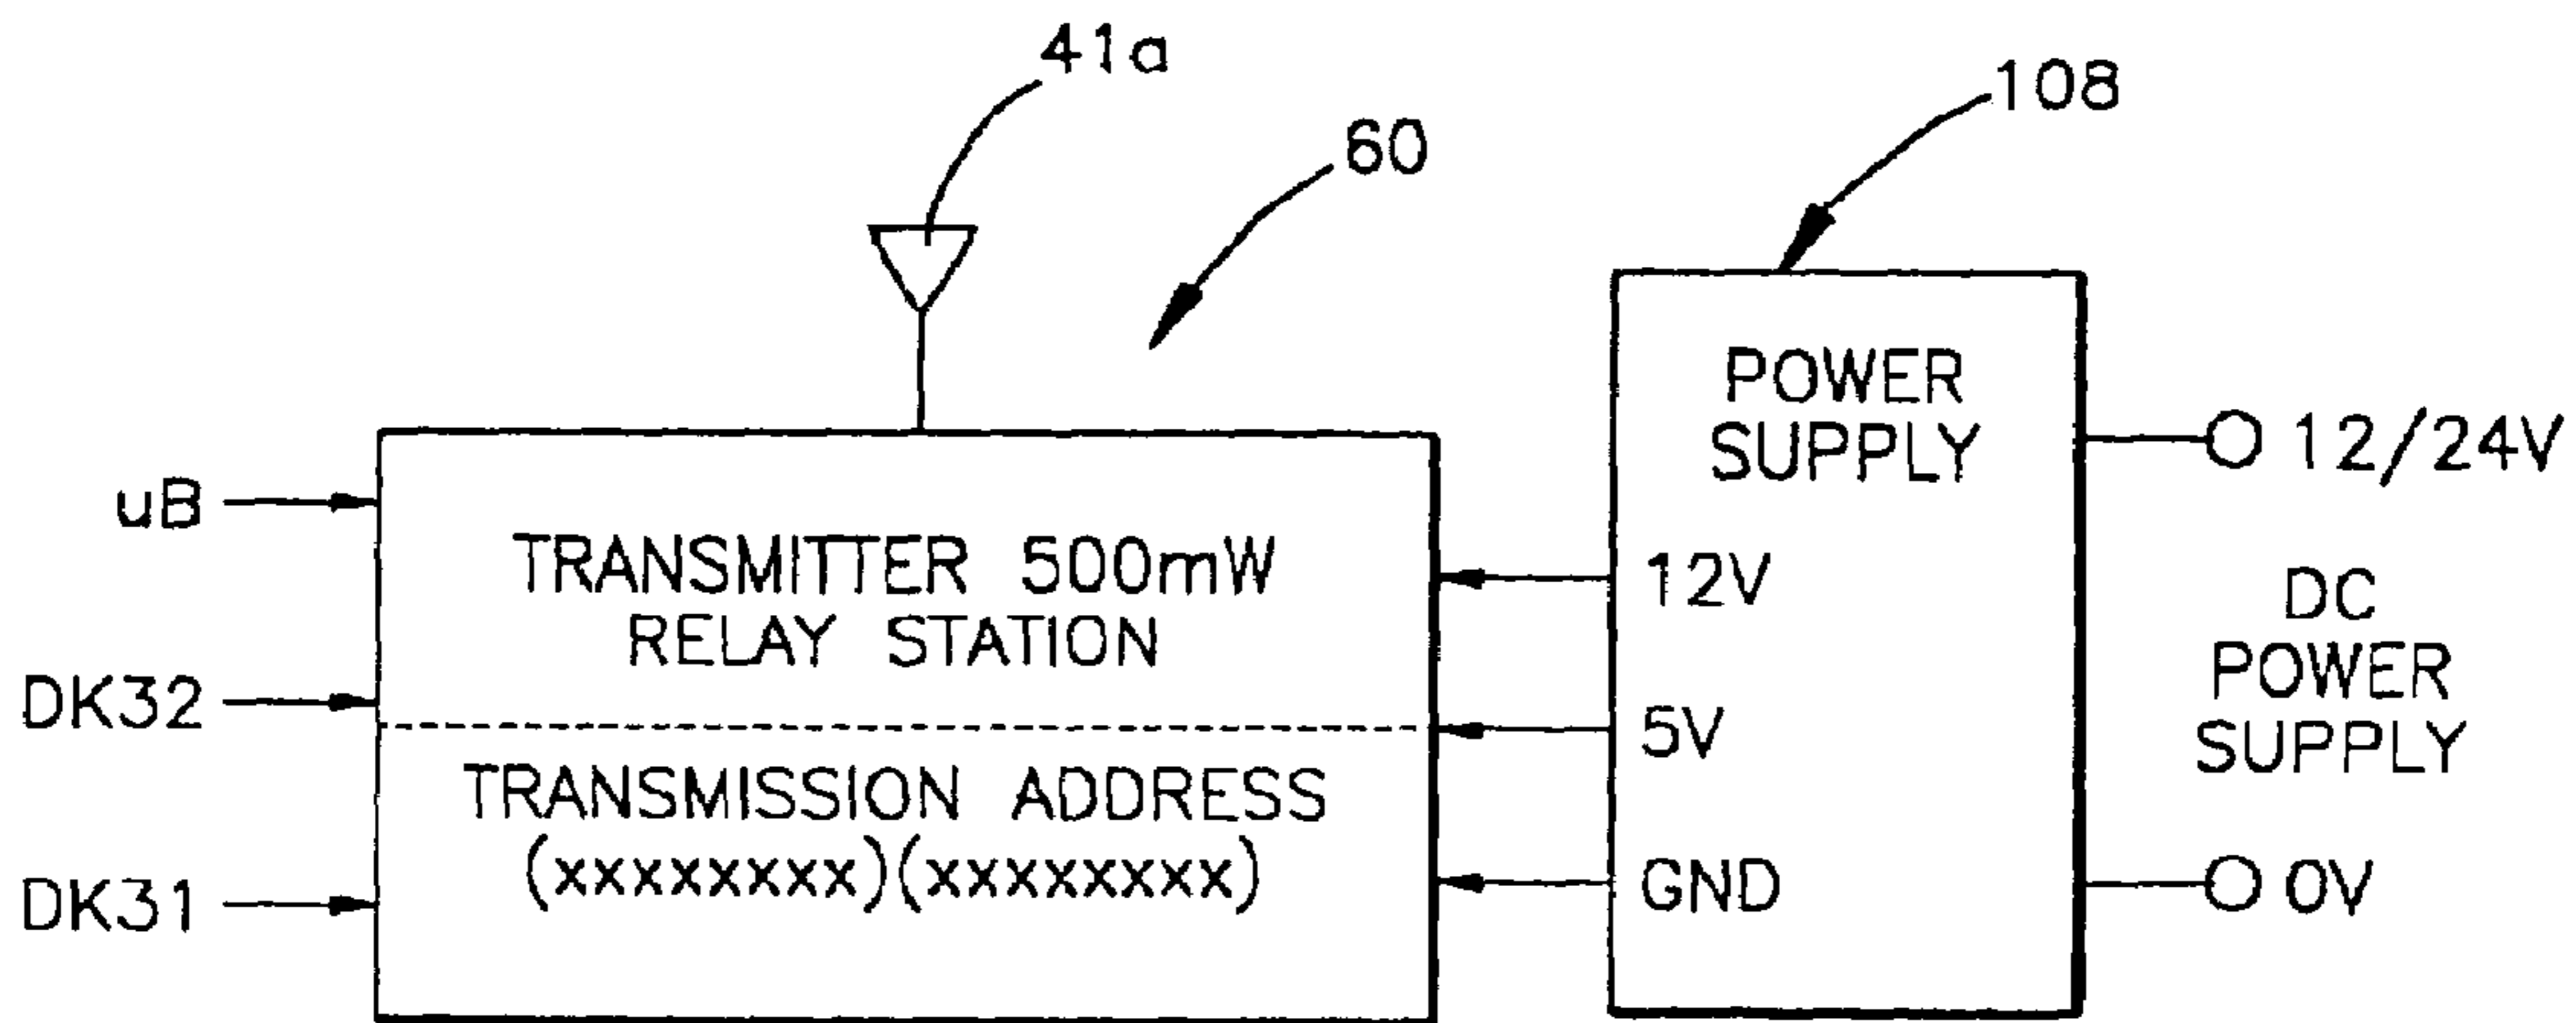 41a
60
108
uB
DK32
DK31
TRANSMITTER 500mW
RELAY STATION
TRANSMISSION ADDRESS
(xxxxxxxx)(xxxxxxxx)
POWER
SUPPLY
12V
5V
GND
12/24V
DC
POWER
SUPPLY
0V